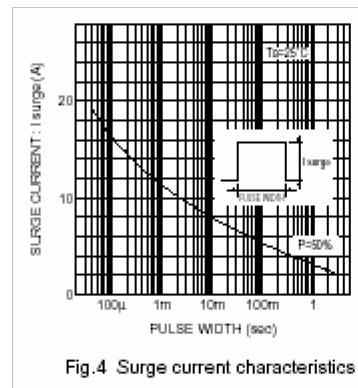 Ta=25˚C
20
10
0
SURGE CURRENT : I surge (A)
I surge
PULSE WIDTH
P=50%
100μ 1m 10m 100m 1
PULSE WIDTH (sec)
Fig.4 Surge current characteristics